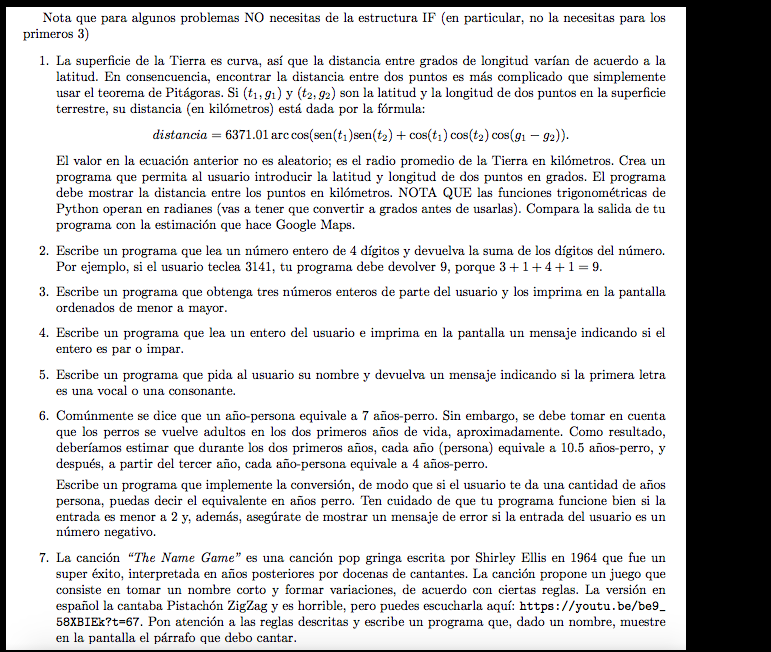 Nota que para algunos problemas NO necesitas de la estructura IF (en particular, no la necesitas para los
primeros 3)
1. La superficie de la Tierra es curva, así que la distancia entre grados de longitud varían de acuerdo a la
latitud. En consencuencia, encontrar la distancia entre dos puntos es más complicado que simplemente
usar el teorema de Pitágoras. Si (t₁, g₁) y (t₂, g₂) son la latitud y la longitud de dos puntos en la superficie
terrestre, su distancia (en kilómetros) está dada por la fórmula:
distancia = 6371.01 arc cos(sen(t₁)sen(t₂) + cos(t₁) cos(t₂) cos(g₁ − g₂)).
El valor en la ecuación anterior no es aleatorio; es el radio promedio de la Tierra en kilómetros. Crea un
programa que permita al usuario introducir la latitud y longitud de dos puntos en grados. El programa
debe mostrar la distancia entre los puntos en kilómetros. NOTA QUE las funciones trigonométricas de
Python operan en radianes (vas a tener que convertir a grados antes de usarlas). Compara la salida de tu
programa con la estimación que hace Google Maps.
2. Escribe un programa que lea un número entero de 4 dígitos y devuelva la suma de los dígitos del número.
Por ejemplo, si el usuario teclea 3141, tu programa debe devolver 9, porque 3 + 1 + 4 + 1 = 9.
3. Escribe un programa que obtenga tres números enteros de parte del usuario y los imprima en la pantalla
ordenados de menor a mayor.
4. Escribe un programa que lea un entero del usuario e imprima en la pantalla un mensaje indicando si el
entero es par o impar.
5. Escribe un programa que pida al usuario su nombre y devuelva un mensaje indicando si la primera letra
es una vocal o una consonante.
6. Comúnmente se dice que un año-persona equivale a 7 años-perro. Sin embargo, se debe tomar en cuenta
que los perros se vuelve adultos en los dos primeros años de vida, aproximadamente. Como resultado,
deberíamos estimar que durante los dos primeros años, cada año (persona) equivale a 10.5 años-perro, y
después, a partir del tercer año, cada año-persona equivale a 4 años-perro.
Escribe un programa que implemente la conversión, de modo que si el usuario te da una cantidad de años
persona, puedas decir el equivalente en años perro. Ten cuidado de que tu programa funcione bien si la
entrada es menor a 2 y, además, asegúrate de mostrar un mensaje de error si la entrada del usuario es un
número negativo.
7. La canción “The Name Game” es una canción pop gringa escrita por Shirley Ellis en 1964 que fue un
super éxito, interpretada en años posteriores por docenas de cantantes. La canción propone un juego que
consiste en tomar un nombre corto y formar variaciones, de acuerdo con ciertas reglas. La versión en
español la cantaba Pistachón ZigZag y es horrible, pero puedes escucharla aquí: https://youtu.be/be9_
58XBIEk?t=67. Pon atención a las reglas descritas y escribe un programa que, dado un nombre, muestre
en la pantalla el párrafo que debo cantar.